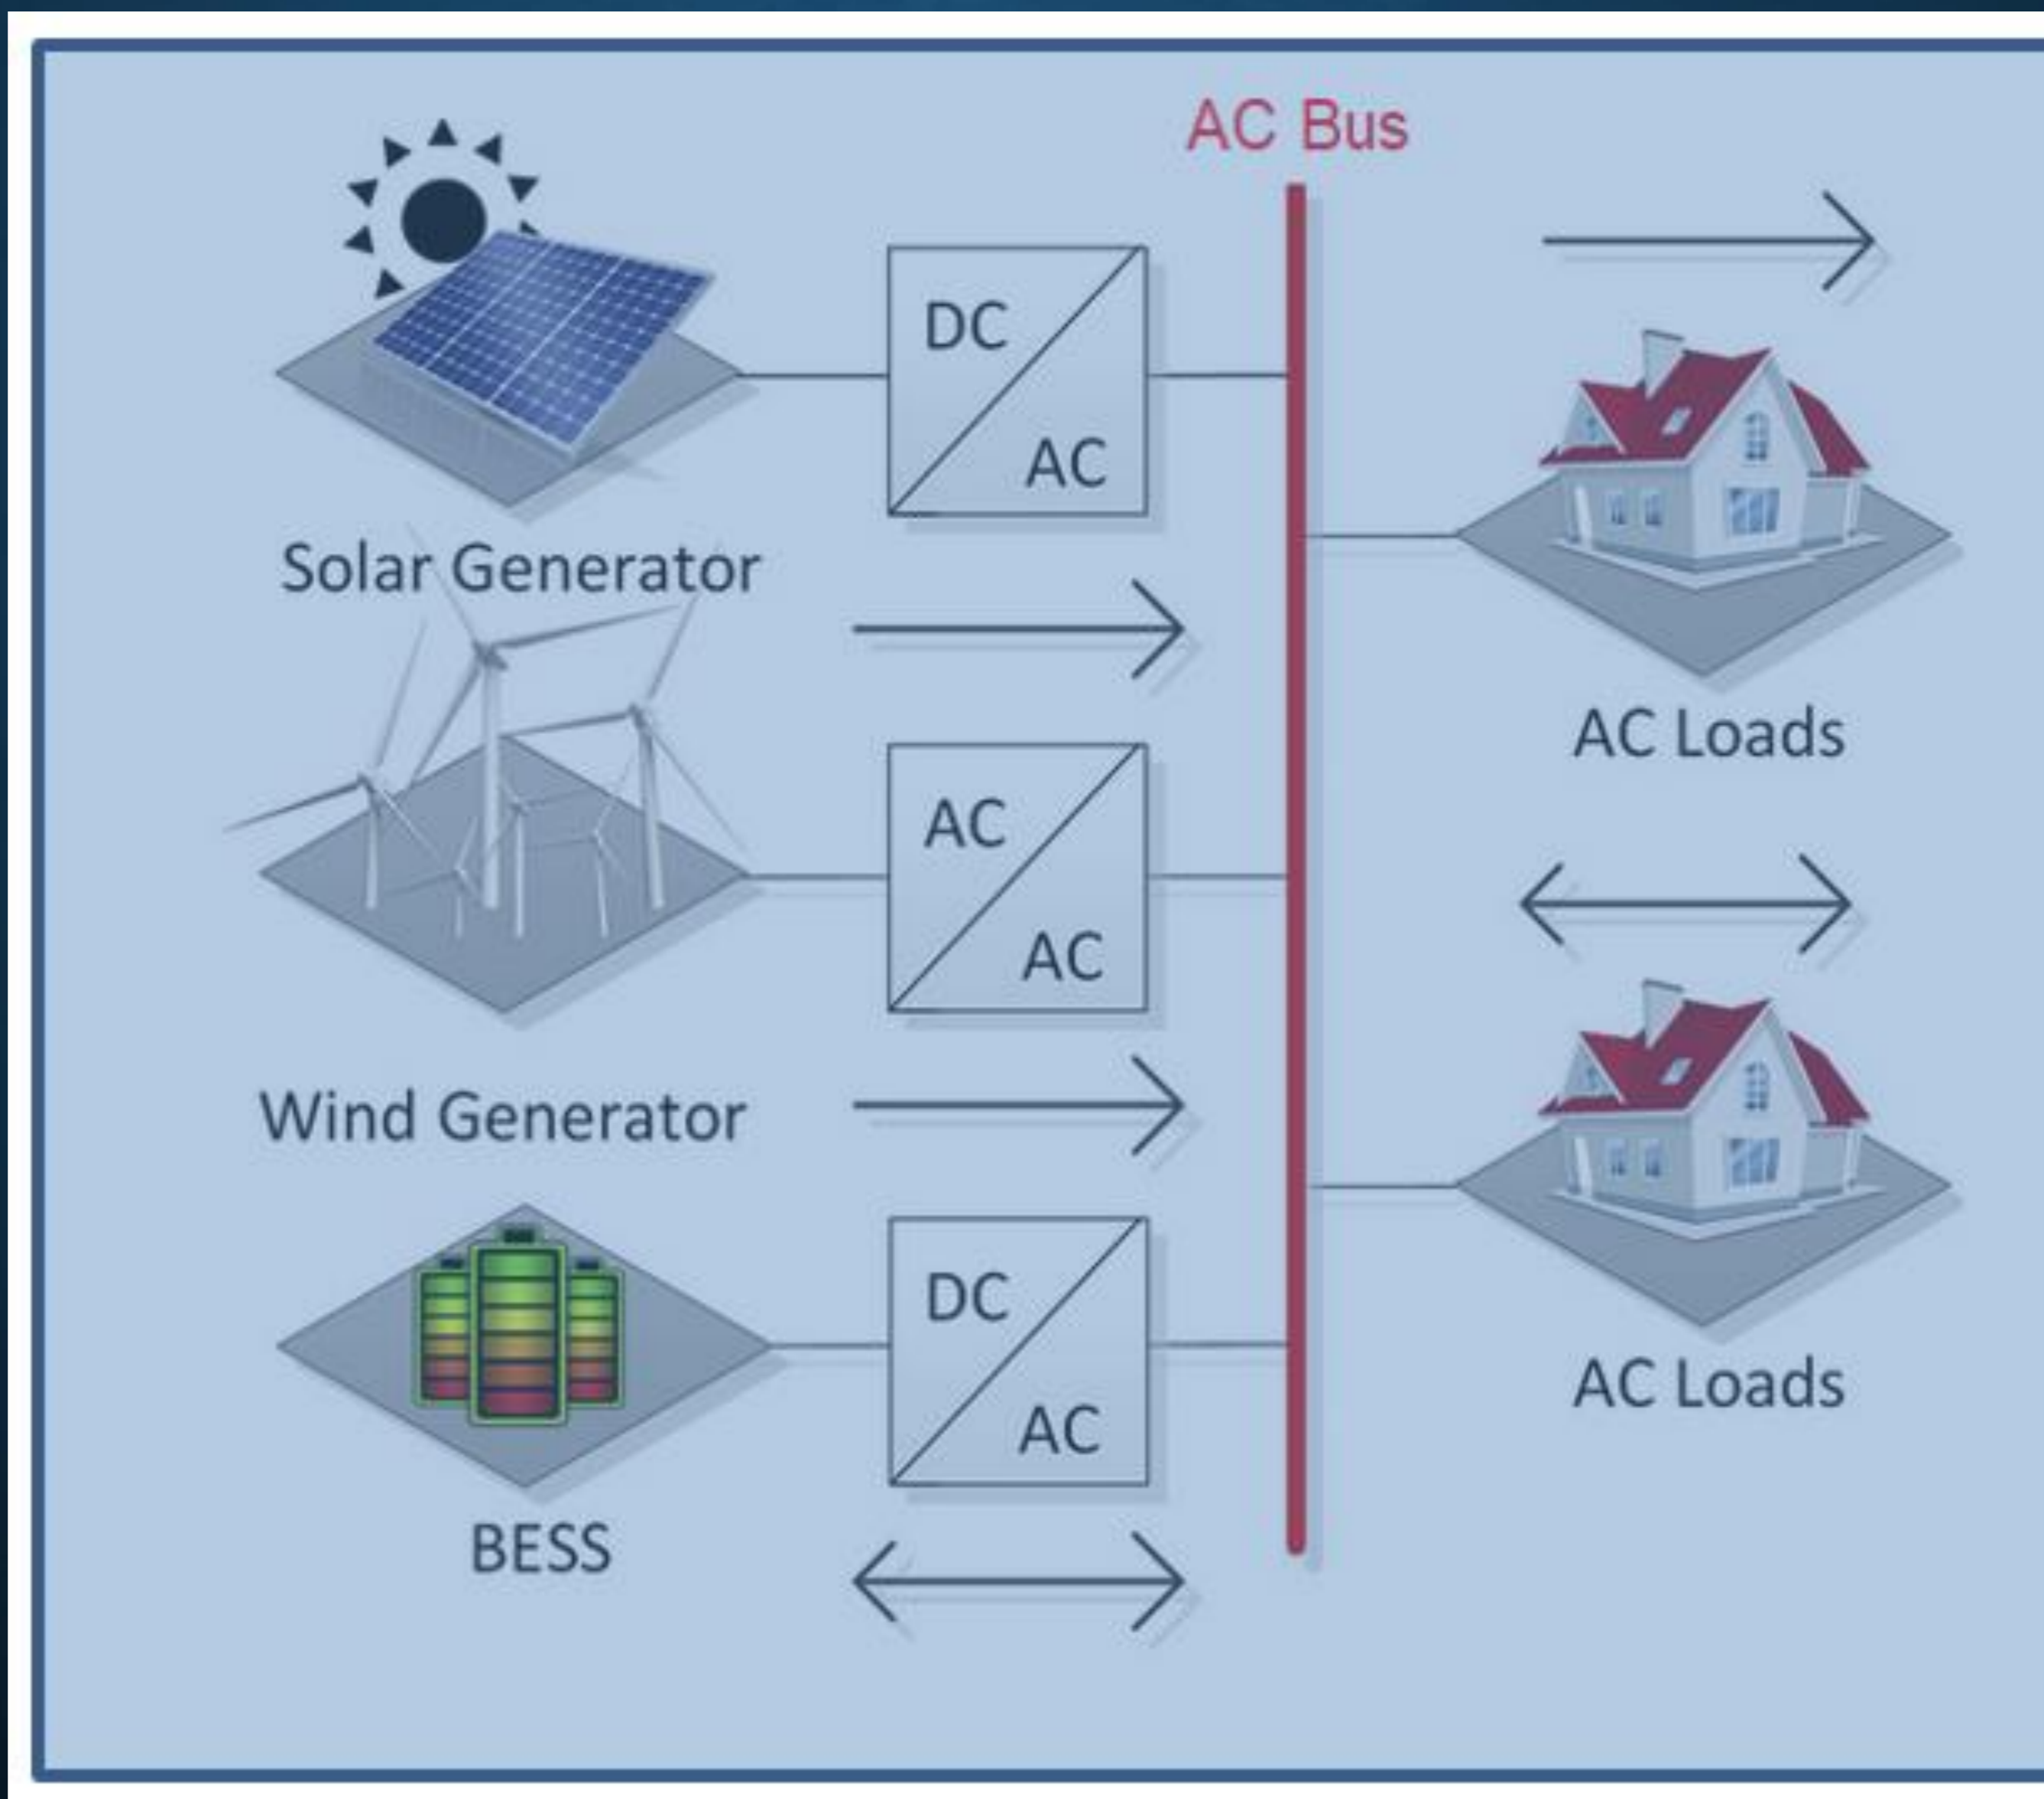 AC Bus
DC
AC
Solar Generator
AC Loads
AC
AC
Wind Generator
DC
AC
AC Loads
BESS